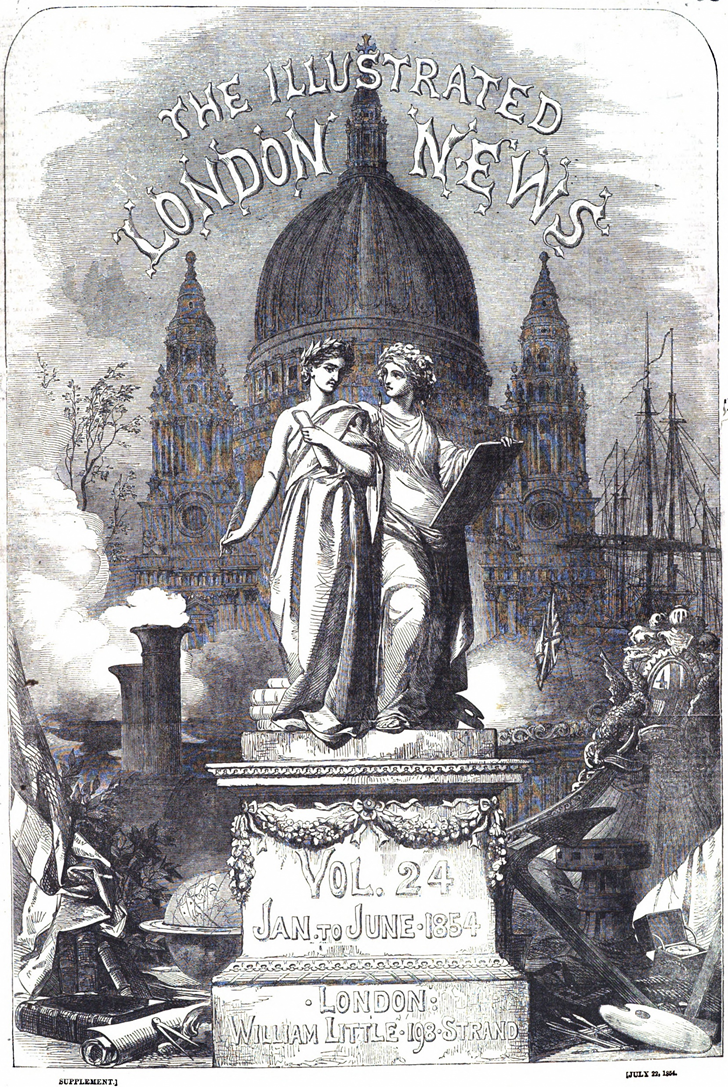 THE ILLUSTRATED
LONDON NEWS
VOL. 24
JAN. TO JUNE · 1854
· LONDON:
WILLIAM LITTLE · 198 · STRAND
SUPPLEMENT.]
[JULY 22, 1854.